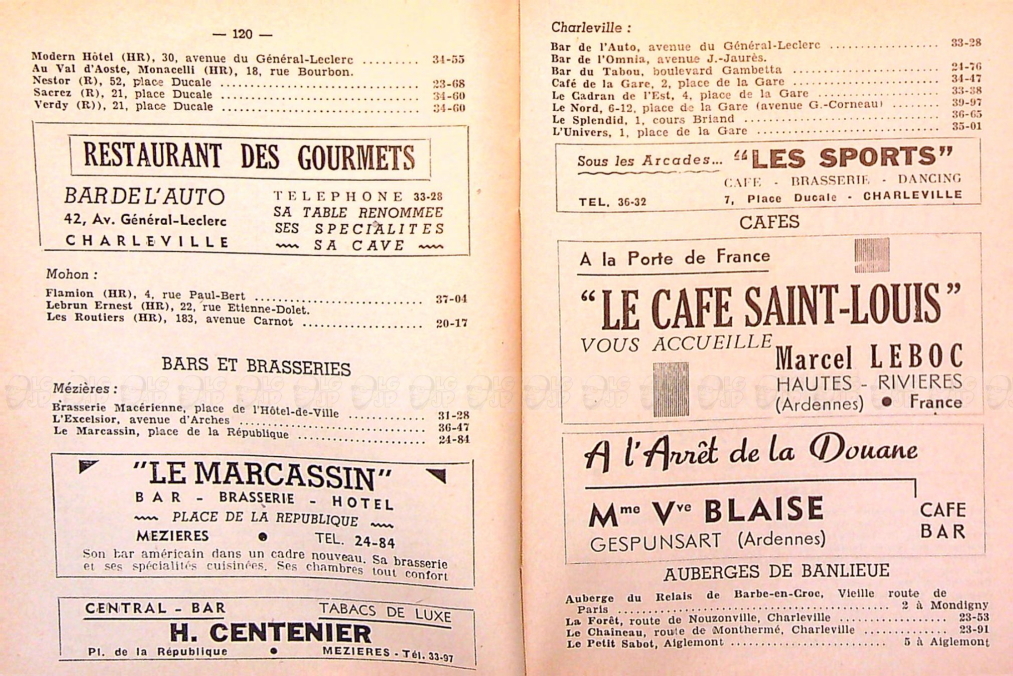 — 120 —
Modern Hôtel (HR), 30, avenue du Général-Leclerc ......... 34-55
Au Val d'Aoste, Monacelli (HR), 18, rue Bourbon.
Nestor (R), 52, place Ducale ......... 23-68
Sacrez (R), 21, place Ducale ......... 34-60
Verdy (R)), 21, place Ducale ......... 34-60
RESTAURANT DES GOURMETS
BAR DE L'AUTO
42, Av. Général-Leclerc
CHARLEVILLE
TELEPHONE 33-28
SA TABLE RENOMMEE
SES SPECIALITES
SA CAVE
Mohon :
Flamion (HR), 4, rue Paul-Bert ......... 37-04
Lebrun Ernest (HR), 22, rue Etienne-Dolet.
Les Routiers (HR), 183, avenue Carnot ......... 20-17
BARS ET BRASSERIES
Mézières :
Brasserie Macérienne, place de l'Hôtel-de-Ville ......... 31-28
L'Excelsior, avenue d'Arches ......... 36-47
Le Marcassin, place de la République ......... 24-84
"LE MARCASSIN"
BAR - BRASSERIE - HOTEL
PLACE DE LA REPUBLIQUE
MEZIERES ● TEL. 24-84
Son bar américain dans un cadre nouveau. Sa brasserie
et ses spécialités cuisinées. Ses chambres tout confort
CENTRAL - BAR TABACS DE LUXE
H. CENTENIER
Pl. de la République ● MEZIERES - Tél. 33-97
Charleville :
Bar de l'Auto, avenue du Général-Leclerc ......... 33-28
Bar de l'Omnia, avenue J.-Jaurès.
Bar du Tabou, boulevard Gambetta ......... 24-76
Café de la Gare, 2, place de la Gare ......... 34-47
Le Cadran de l'Est, 4, place de la Gare ......... 33-38
Le Nord, 6-12, place de la Gare (avenue G.-Corneau) ......... 39-97
Le Splendid, 1, cours Briand ......... 36-65
L'Univers, 1, place de la Gare ......... 35-01
Sous les Arcades... "LES SPORTS"
CAFE - BRASSERIE - DANCING
TEL. 36-32 7, Place Ducale - CHARLEVILLE
CAFES
A la Porte de France
"LE CAFE SAINT-LOUIS"
VOUS ACCUEILLE
Marcel LEBOC
HAUTES - RIVIERES
(Ardennes) ● France
A l'Arrêt de la Douane
Mme Vve BLAISE
GESPUNSART (Ardennes)
CAFE
BAR
AUBERGES DE BANLIEUE
Auberge du Relais de Barbe-en-Croc, Vieille route de
Paris ......... 2 à Mondigny
La Forêt, route de Nouzonville, Charleville ......... 23-53
Le Chaineau, route de Monthermé, Charleville ......... 23-91
Le Petit Sabot, Aiglemont ......... 5 à Aiglemont